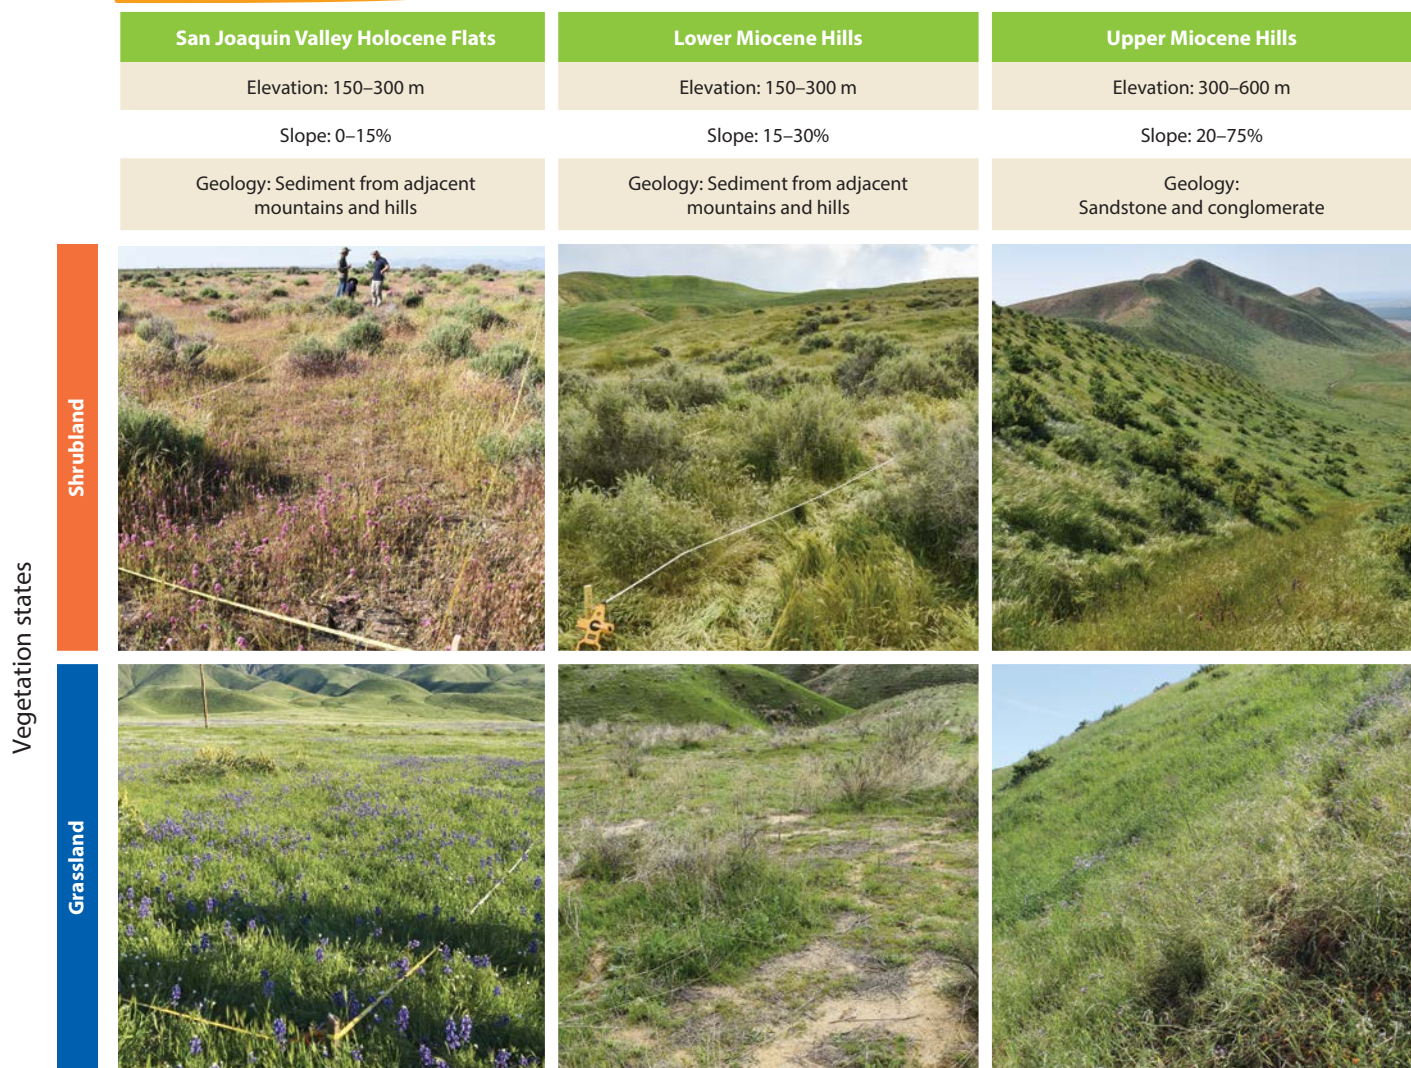 San Joaquin Valley Holocene Flats
Lower Miocene Hills
Upper Miocene Hills
Elevation: 150–300 m
Elevation: 150–300 m
Elevation: 300–600 m
Slope: 0–15%
Slope: 15–30%
Slope: 20–75%
Geology: Sediment from adjacent
mountains and hills
Geology: Sediment from adjacent
mountains and hills
Geology:
Sandstone and conglomerate
Vegetation states
Shrubland
Grassland